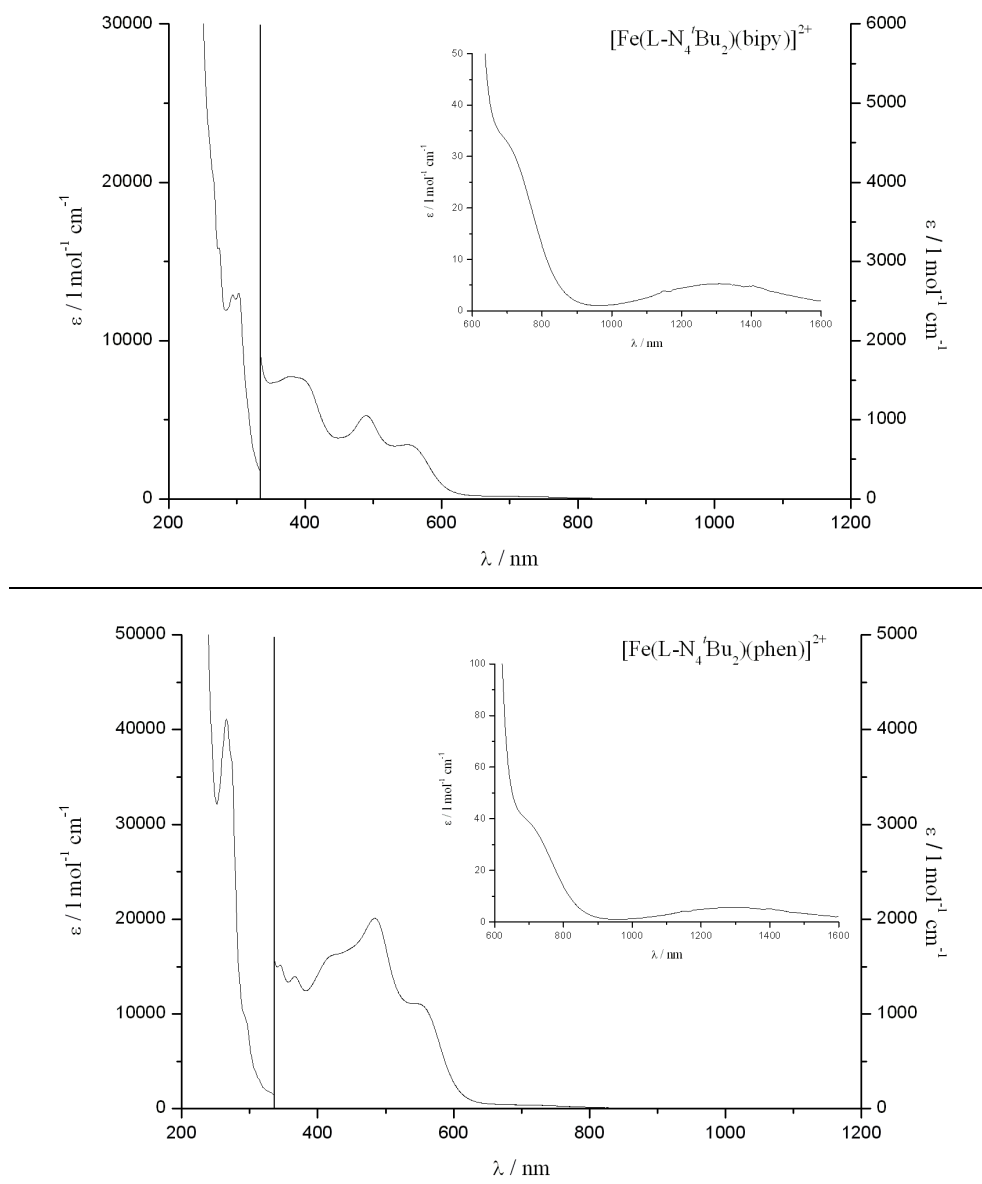 [Fe(L-N₄ᵗBu₂)(bipy)]²⁺
30000
20000
10000
0
ε / l mol⁻¹ cm⁻¹
6000
5000
4000
3000
2000
1000
0
ε / l mol⁻¹ cm⁻¹
50
40
30
20
10
0
ε / l mol⁻¹ cm⁻¹
600 800 1000 1200 1400 1600
λ / nm
200 400 600 800 1000 1200
λ / nm
[Fe(L-N₄ᵗBu₂)(phen)]²⁺
50000
40000
30000
20000
10000
0
ε / l mol⁻¹ cm⁻¹
5000
4000
3000
2000
1000
0
ε / l mol⁻¹ cm⁻¹
100
80
60
40
20
0
ε / l mol⁻¹ cm⁻¹
600 800 1000 1200 1400 1600
λ / nm
200 400 600 800 1000 1200
λ / nm